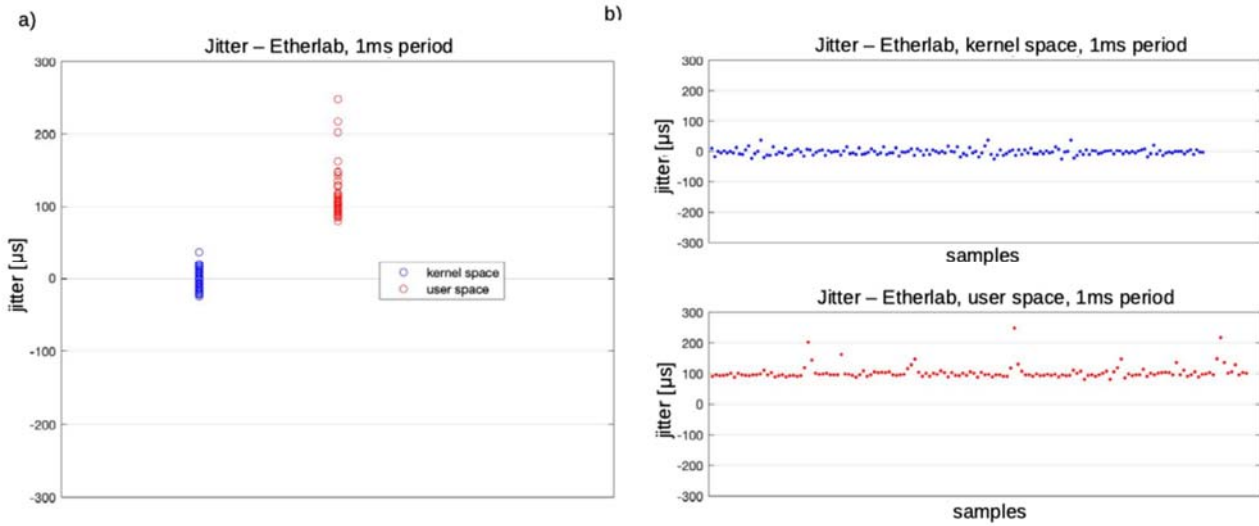 a)
Jitter – Etherlab, 1ms period
300
200
100
0
-100
-200
-300
jitter [µs]
kernel space
user space
b)
Jitter – Etherlab, kernel space, 1ms period
300
200
100
0
-100
-200
-300
jitter [µs]
samples
Jitter – Etherlab, user space, 1ms period
300
200
100
0
-100
-200
-300
jitter [µs]
samples